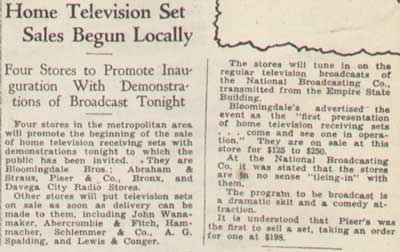 Home Television Set
Sales Begun Locally
Four Stores to Promote Inau-
guration With Demonstra-
tions of Broadcast Tonight
Four stores in the metropolitan area
will promote the beginning of the sale
of home television receiving sets with
demonstrations tonight to which the
public has been invited. They are
Bloomingdale Bros.; Abraham &
Straus, Piser & Co., Bronx, and
Davega City Radio Stores.
Other stores will put television sets
on sale as soon as delivery can be
made to them, including John Wana-
maker, Abercrombie & Fitch, Ham-
macher, Schlemmer & Co., A. G.
Spalding, and Lewis & Conger.
The stores will tune in on the
regular television broadcasts of
the National Broadcasting Co.,
transmitted from the Empire State
Building.
Bloomingdale's advertised the
event as the "first presentation
of home television receiving sets
. . . come and see one in opera-
tion." They are on sale at this
store for $125 to $250.
At the National Broadcasting
Co. it was stated that the stores
are in no sense "tieing-in" with
them.
The program to be broadcast is
a dramatic skit and a comedy at-
traction.
It is understood that Piser's was
the first to sell a set, taking an order
for one at $198.